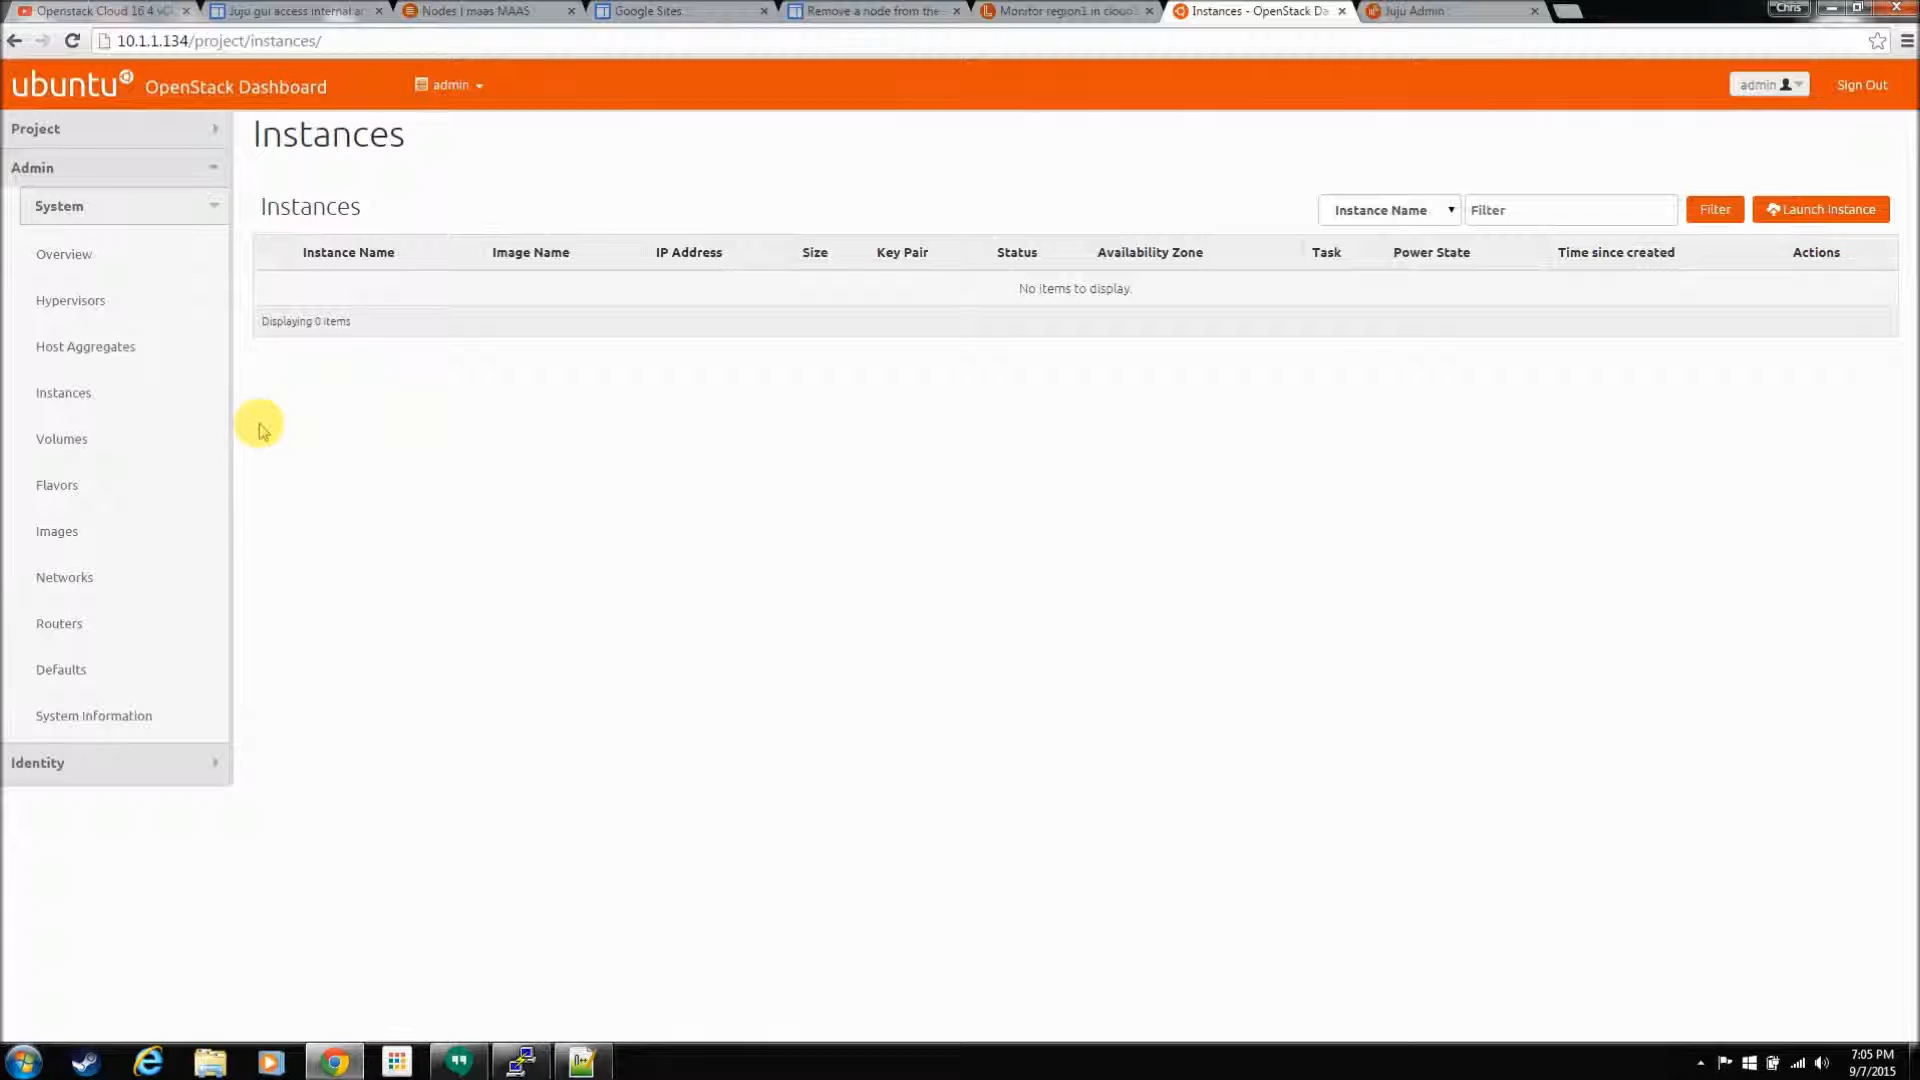 Openstack Cloud 16 4 vC
Juju gui access internal ar
Nodes | maas MAAS
Google Sites
Remove a node from the
Monitor region1 in cloud
Instances - OpenStack Da
Juju Admin
Chris
10.1.1.134/project/instances/
ubuntu OpenStack Dashboard
admin
admin
Sign Out
Project
Admin
System
Overview
Hypervisors
Host Aggregates
Instances
Volumes
Flavors
Images
Networks
Routers
Defaults
System Information
Identity
Instances
Instances
Instance Name
Filter
Filter
Launch Instance
Instance Name Image Name IP Address Size Key Pair Status Availability Zone Task Power State Time since created Actions
No items to display.
Displaying 0 items
7:05 PM
9/7/2015